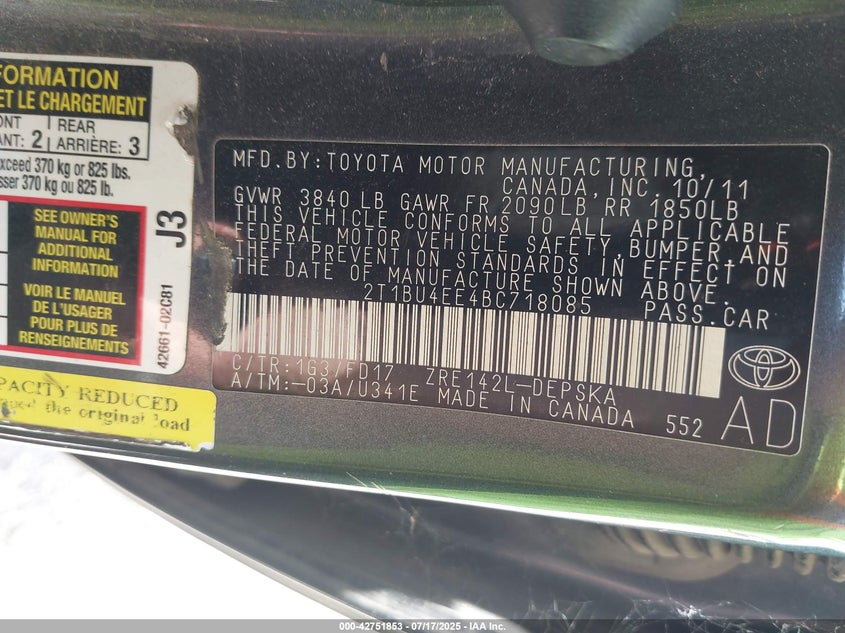 FORMATION
ET LE CHARGEMENT
REAR
ANT: 2 ARRIÈRE: 3
exceed 370 kg or 825 lbs.
sser 370 kg ou 825 lb.
SEE OWNER'S
MANUAL FOR
ADDITIONAL
INFORMATION
VOIR LE MANUEL
DE L'USAGER
POUR PLUS DE
RENSEIGNEMENTS
J3
42661-02C81
PACITY REDUCED
the original load
MFD.BY:TOYOTA MOTOR MANUFACTURING,
CANADA,INC. 10/11
GVWR 3840 LB GAWR FR 2090LB RR 1850LB
THIS VEHICLE CONFORMS TO ALL APPLICABLE
FEDERAL MOTOR VEHICLE SAFETY,BUMPER,AND
THEFT PREVENTION STANDARDS IN EFFECT ON
THE DATE OF MANUFACTURE SHOWN ABOVE.
2T1BU4EE4BC718085 PASS.CAR
C/TR:1G3/FD17 ZRE142L-DEPSKA
A/TM:-03A/U341E MADE IN CANADA 552
AD
TOYOTA
000-42751853 - 07/17/2025 - IAA Inc.